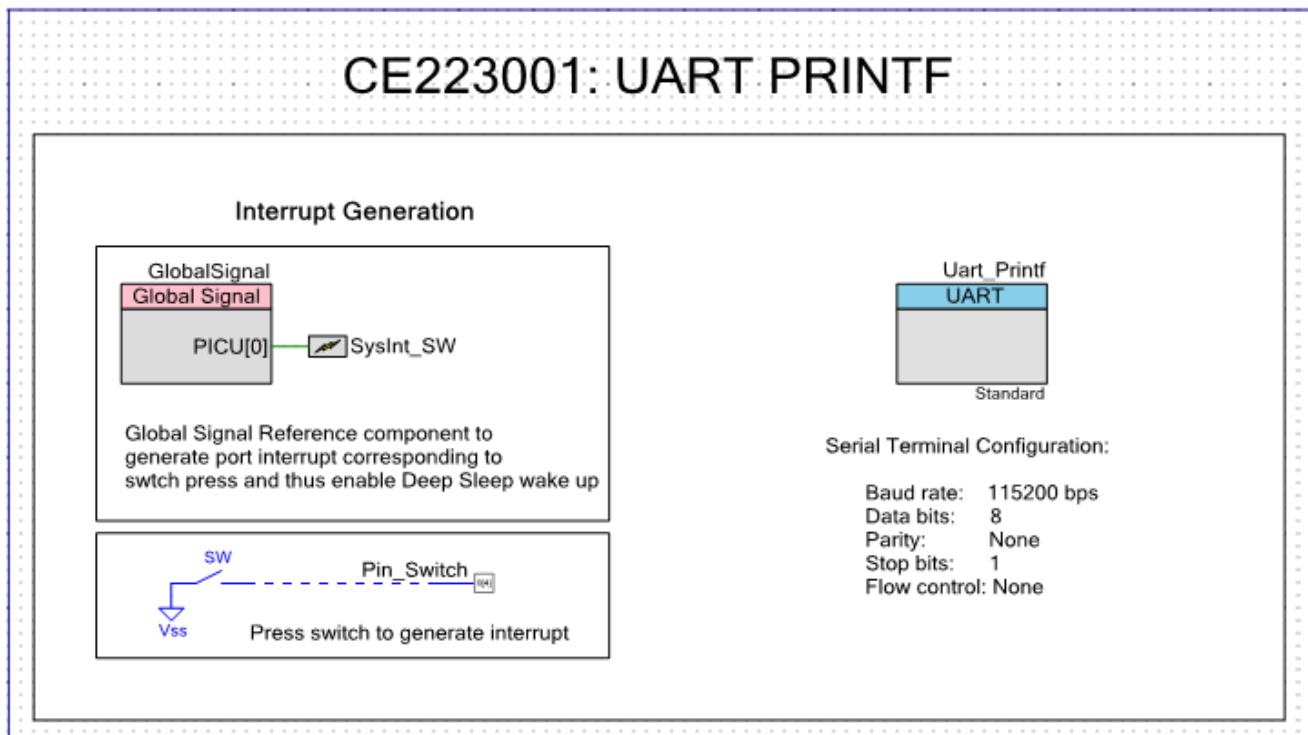 CE223001: UART PRINTF
Interrupt Generation
GlobalSignal
Global Signal
PICU[0]
SysInt_SW
Global Signal Reference component to
generate port interrupt corresponding to
swtch press and thus enable Deep Sleep wake up
SW
Pin_Switch
Vss
Press switch to generate interrupt
Uart_Printf
UART
Standard
Serial Terminal Configuration:
Baud rate: 115200 bps
Data bits: 8
Parity: None
Stop bits: 1
Flow control: None